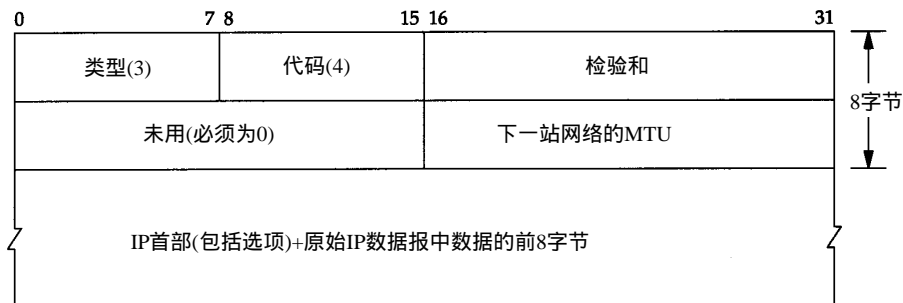 0 7 8 15 16 31
类型(3) 代码(4) 检验和
8字节
未用(必须为0) 下一站网络的MTU
IP首部(包括选项)+原始IP数据报中数据的前8字节